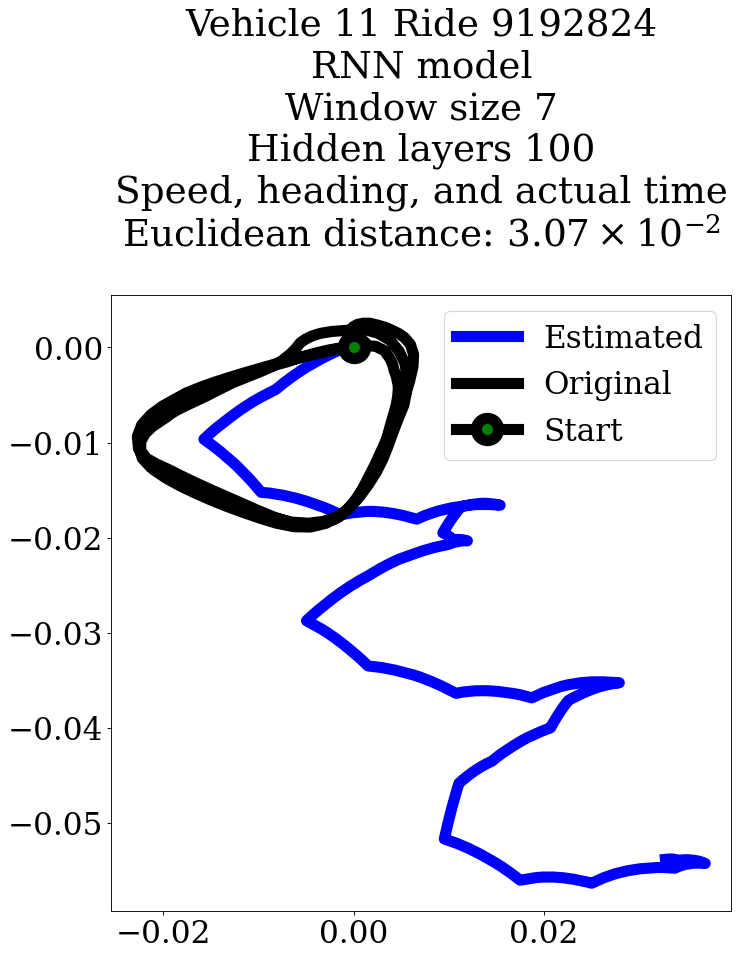 Vehicle 11 Ride 9192824
RNN model
Window size 7
Hidden layers 100
Speed, heading, and actual time
Euclidean distance: 3.07 × 10⁻²
Estimated
Original
Start
0.00
−0.01
−0.02
−0.03
−0.04
−0.05
−0.02 0.00 0.02